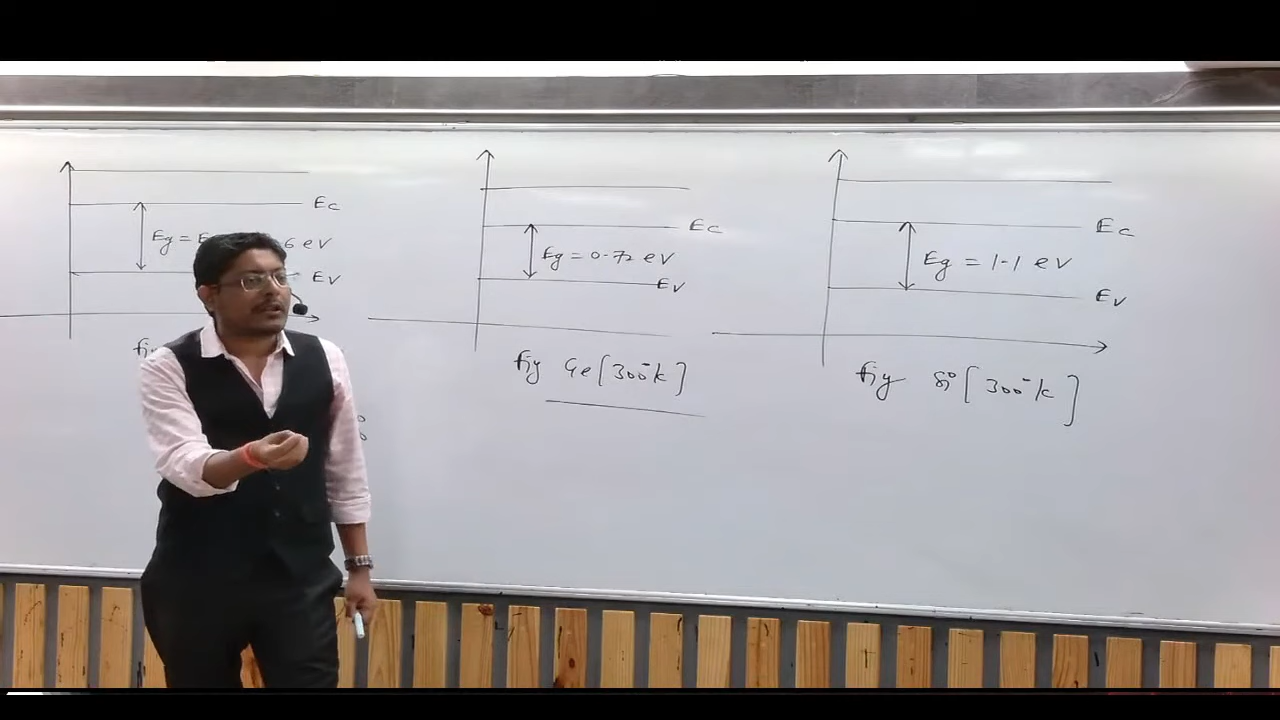 Ec
Eg = E 6 eV
Ev
fig
Ec
Eg = 0.72 eV
Ev
fig Ge [300°K]
Ec
Eg = 1.1 eV
Ev
fig Si [300°K]